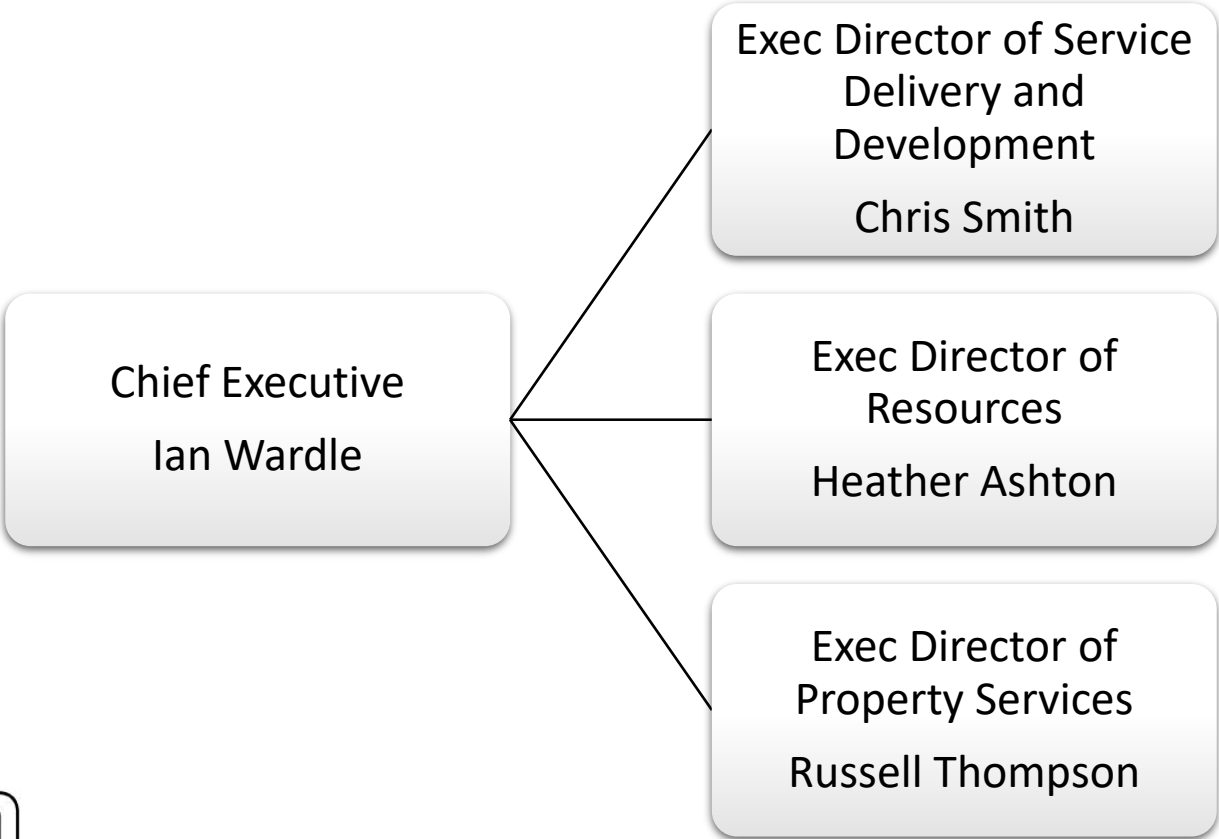 Chief Executive
Ian Wardle
Exec Director of Service
Delivery and
Development
Chris Smith
Exec Director of
Resources
Heather Ashton
Exec Director of
Property Services
Russell Thompson